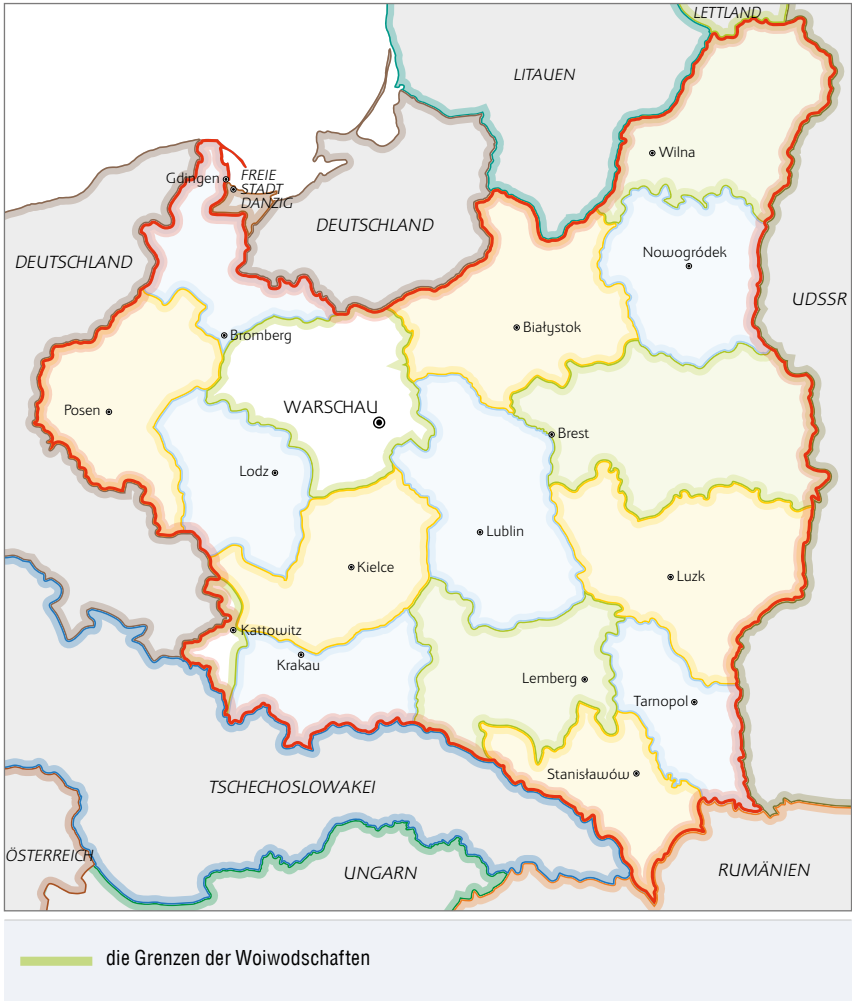 LETTLAND
LITAUEN
Wilna
Gdingen
FREIE
STADT
DANZIG
DEUTSCHLAND
DEUTSCHLAND
Nowogródek
UDSSR
Białystok
Bromberg
WARSCHAU
Posen
Brest
Lodz
Lublin
Kielce
Luzk
Kattowitz
Krakau
Lemberg
Tarnopol
Stanisławów
TSCHECHOSLOWAKEI
ÖSTERREICH
UNGARN
RUMÄNIEN
die Grenzen der Woiwodschaften